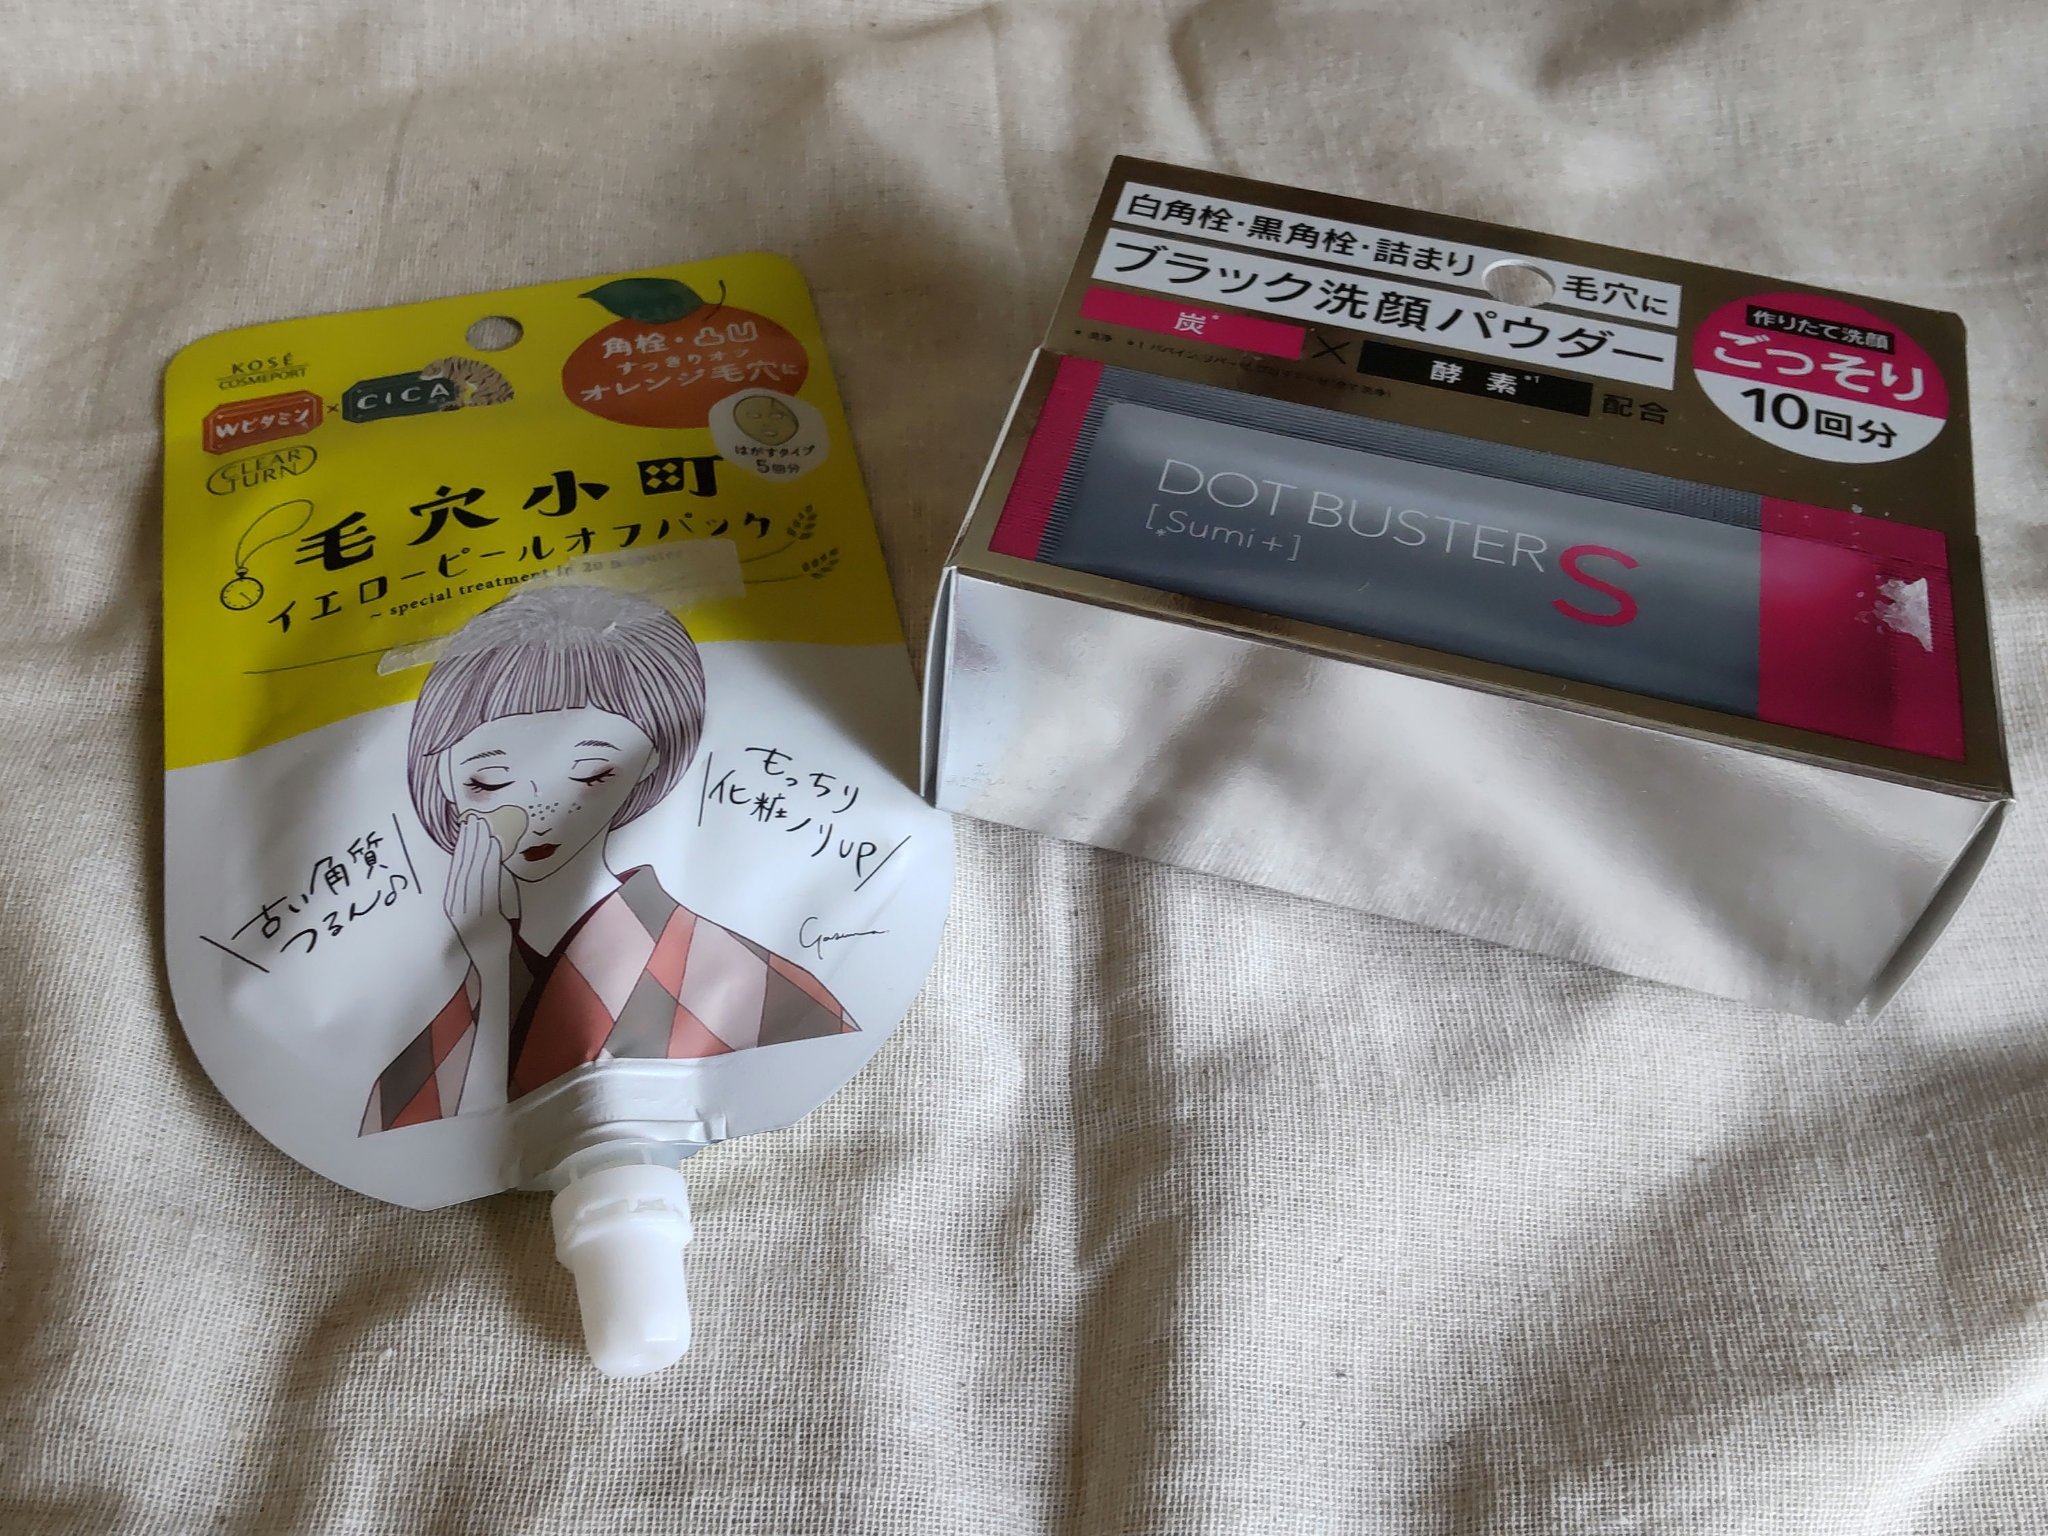 KOSÉ
COSMEPORT
Wビタミン×CICA
CLEAR
TURN
角栓・凸凹
すっきりオフ
オレンジ毛穴に
はがすタイプ
5回分
毛穴小町
イエローピールオフパック
~ special treatment in 20 minutes
古い角質
つるん♪
もっちり
化粧ノリUP
白角栓・黒角栓・詰まり毛穴に
ブラック洗顔パウダー
炭*×酵素*1配合
作りたて洗顔
ごっそり
10回分
DOT BUSTER S
[*Sumi+]